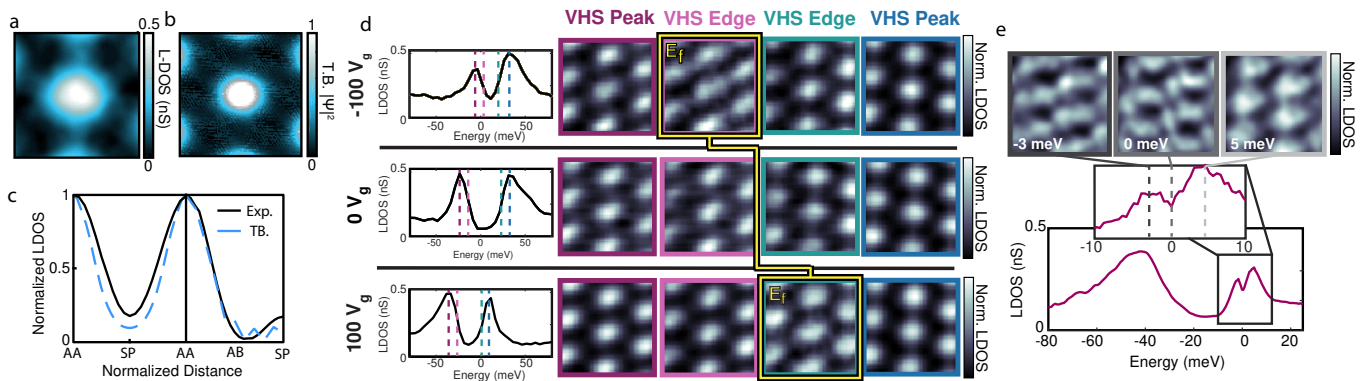 a
0.5
L-DOS (nS)
0
b
1
T.B. |Ψ|²
0
c
Normalized LDOS
1
0.5
0
Exp.
TB.
AA
SP
AA
AB
SP
Normalized Distance
d
VHS Peak
VHS Edge
VHS Edge
VHS Peak
-100 Vg
LDOS (nS)
0.5
0
-50
0
50
Energy (meV)
Ef
Norm. LDOS
0 Vg
LDOS (nS)
0.5
0
-50
0
50
Energy (meV)
Norm. LDOS
100 Vg
LDOS (nS)
0.5
0
-50
0
50
Energy (meV)
Ef
Norm. LDOS
e
-3 meV
0 meV
5 meV
Norm. LDOS
-10
0
10
LDOS (nS)
0.5
0
-80
-60
-40
-20
0
20
Energy (meV)